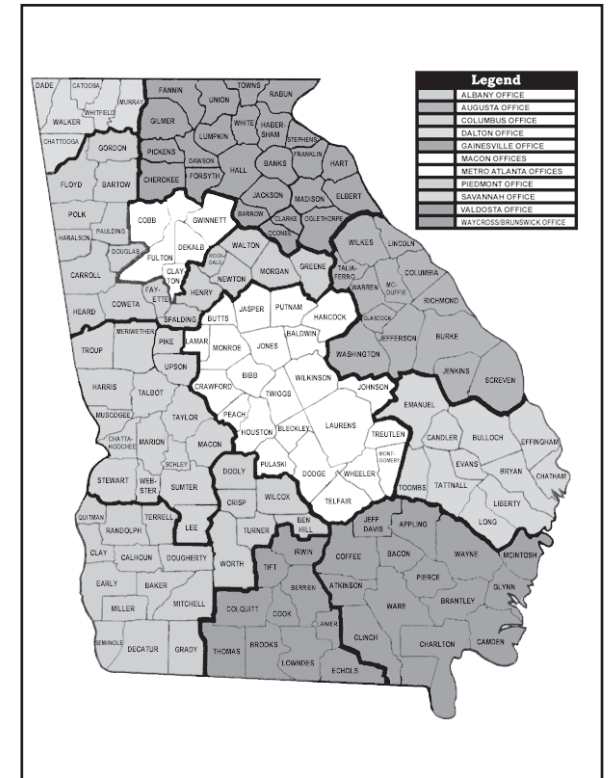 Legend
ALBANY OFFICE
AUGUSTA OFFICE
COLUMBUS OFFICE
DALTON OFFICE
GAINESVILLE OFFICE
MACON OFFICES
METRO ATLANTA OFFICES
PIEDMONT OFFICE
SAVANNAH OFFICE
VALDOSTA OFFICE
WAYCROSS/BRUNSWICK OFFICE
DADE
CATOOSA
WHITFIELD
MURRAY
WALKER
CHATTOOGA
FANNIN
UNION
TOWNS
RABUN
GILMER
LUMPKIN
WHITE
HABER-
SHAM
STEPHENS
GORDON
PICKENS
DAWSON
BANKS
FRANKLIN
HART
FLOYD
BARTOW
CHEROKEE
FORSYTH
HALL
JACKSON
MADISON
ELBERT
POLK
COBB
GWINNETT
BARROW
CLARKE
OGLETHORPE
OCONEE
HARALSON
PAULDING
DOUGLAS
FULTON
DEKALB
CLAY
TON
ROCK-
DALE
WALTON
MORGAN
GREENE
WILKES
LINCOLN
CARROLL
NEWTON
TALIA-
FERRO
COLUMBIA
WARREN
MC-
DUFFIE
RICHMOND
HEARD
COWETA
FAY-
ETTE
HENRY
SPALDING
BUTTS
JASPER
PUTNAM
HANCOCK
GLASCOCK
JEFFERSON
BURKE
TROUP
MERIWETHER
PIKE
LAMAR
MONROE
JONES
BALDWIN
WASHINGTON
JENKINS
SCREVEN
UPSON
HARRIS
TALBOT
CRAWFORD
BIBB
TWIGGS
WILKINSON
JOHNSON
EMANUEL
MUSCOGEE
TAYLOR
PEACH
HOUSTON
BLECKLEY
LAURENS
TREUTLEN
CANDLER
BULLOCH
EFFINGHAM
CHATTA-
HOOCHEE
MARION
MACON
SCHLEY
PULASKI
DODGE
WHEELER
MONT-
GOMERY
TOOMBS
TATTNALL
EVANS
BRYAN
CHATHAM
STEWART
WEB-
STER
SUMTER
DOOLY
CRISP
WILCOX
TELFAIR
LIBERTY
LONG
QUITMAN
RANDOLPH
TERRELL
LEE
TURNER
BEN
HILL
JEFF
DAVIS
APPLING
WAYNE
MCINTOSH
CLAY
CALHOUN
DOUGHERTY
WORTH
TIFT
IRWIN
COFFEE
BACON
PIERCE
GLYNN
EARLY
BAKER
MITCHELL
COLQUITT
COOK
BERRIEN
ATKINSON
WARE
BRANTLEY
MILLER
LANIER
CLINCH
CHARLTON
CAMDEN
SEMINOLE
DECATUR
GRADY
THOMAS
BROOKS
LOWNDES
ECHOLS